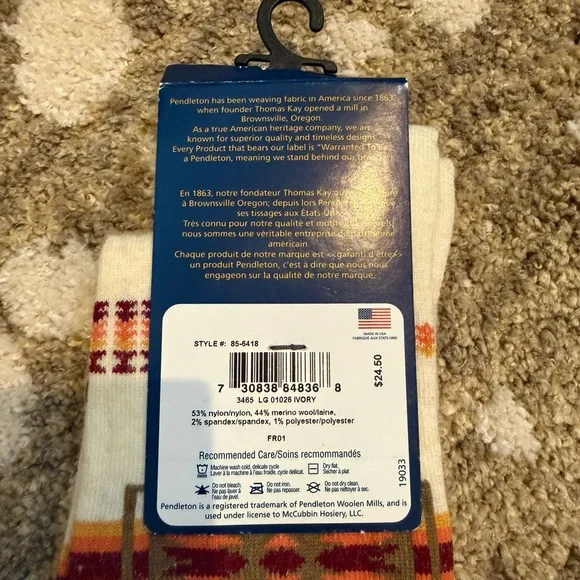 Pendleton has been weaving fabric in America since 1863,
when founder Thomas Kay opened a mill in
Brownsville, Oregon.
As a true American heritage company, we are
known for superior quality and timeless designs.
Every Product that bears our label is "Warranted To Be
a Pendleton, meaning we stand behind our brand.
En 1863, notre fondateur Thomas Kay
à Brownsville Oregon; depuis lors Pendleton
ses tissages aux États
Très connu pour notre qualité et motifs
nous sommes une véritable entreprise du patrimoine
américain.
Chaque produit de notre marque est <<garanti d'être>>
un produit Pendleton, c'est à dire que nous nous
engageon sur la qualité de notre marque.
MADE IN USA
FABRIQUÉ AUX ÉTATS-UNIS
STYLE #: 85-6418
7 30838 84836 8
3465 LG 01026 IVORY
$24.50
53% nylon/nylon, 44% merino wool/laine,
2% spandex/spandex, 1% polyester/polyester
FR01
Recommended Care/Soins recmommandés
Machine wash cold, delicate cycle
Laver à la machine à l'eau froide, cycle délicat.
Dry flat.
Sécher à plat
Do not bleach.
Ne pas laver à
l'eau de javel.
Do not iron.
Ne pas repasser.
Do not dry clean.
Ne pas nettoyer à sec.
19033
Pendleton is a registered trademark of Pendleton Woolen Mills, and is
used under license to McCubbin Hosiery, LLC.